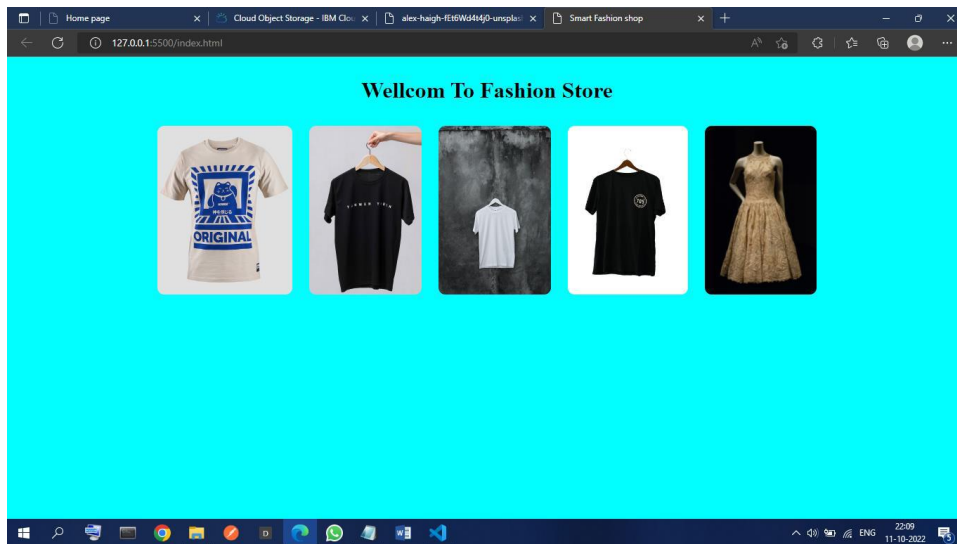 Home page
Cloud Object Storage - IBM Clou
alex-haigh-fEt6Wd4t4j0-unsplas
Smart Fashion shop
127.0.0.1:5500/index.html
Wellcom To Fashion Store
ORIGINAL
ENG
22:09
11-10-2022